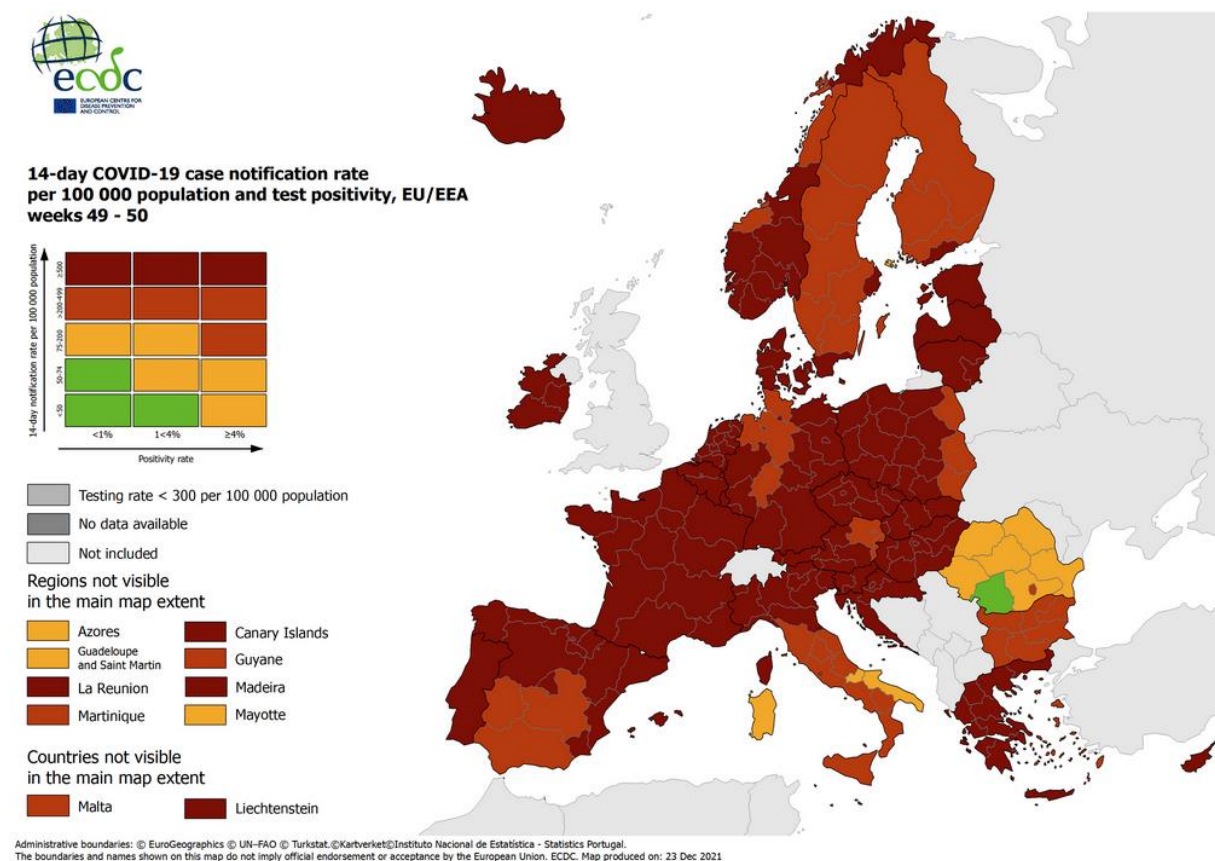 ecdc
EUROPEAN CENTRE FOR
DISEASE PREVENTION
AND CONTROL
14-day COVID-19 case notification rate
per 100 000 population and test positivity, EU/EEA
weeks 49 - 50
14-day notification rate per 100 000 population
≥500
>200-499
75-200
50-74
<50
<1%
1<4%
≥4%
Positivity rate
Testing rate < 300 per 100 000 population
No data available
Not included
Regions not visible
in the main map extent
Azores
Canary Islands
Guadeloupe
and Saint Martin
Guyane
La Reunion
Madeira
Martinique
Mayotte
Countries not visible
in the main map extent
Malta
Liechtenstein
Administrative boundaries: © EuroGeographics © UN–FAO © Turkstat.©Kartverket©Instituto Nacional de Estatística - Statistics Portugal.
The boundaries and names shown on this map do not imply official endorsement or acceptance by the European Union. ECDC. Map produced on: 23 Dec 2021